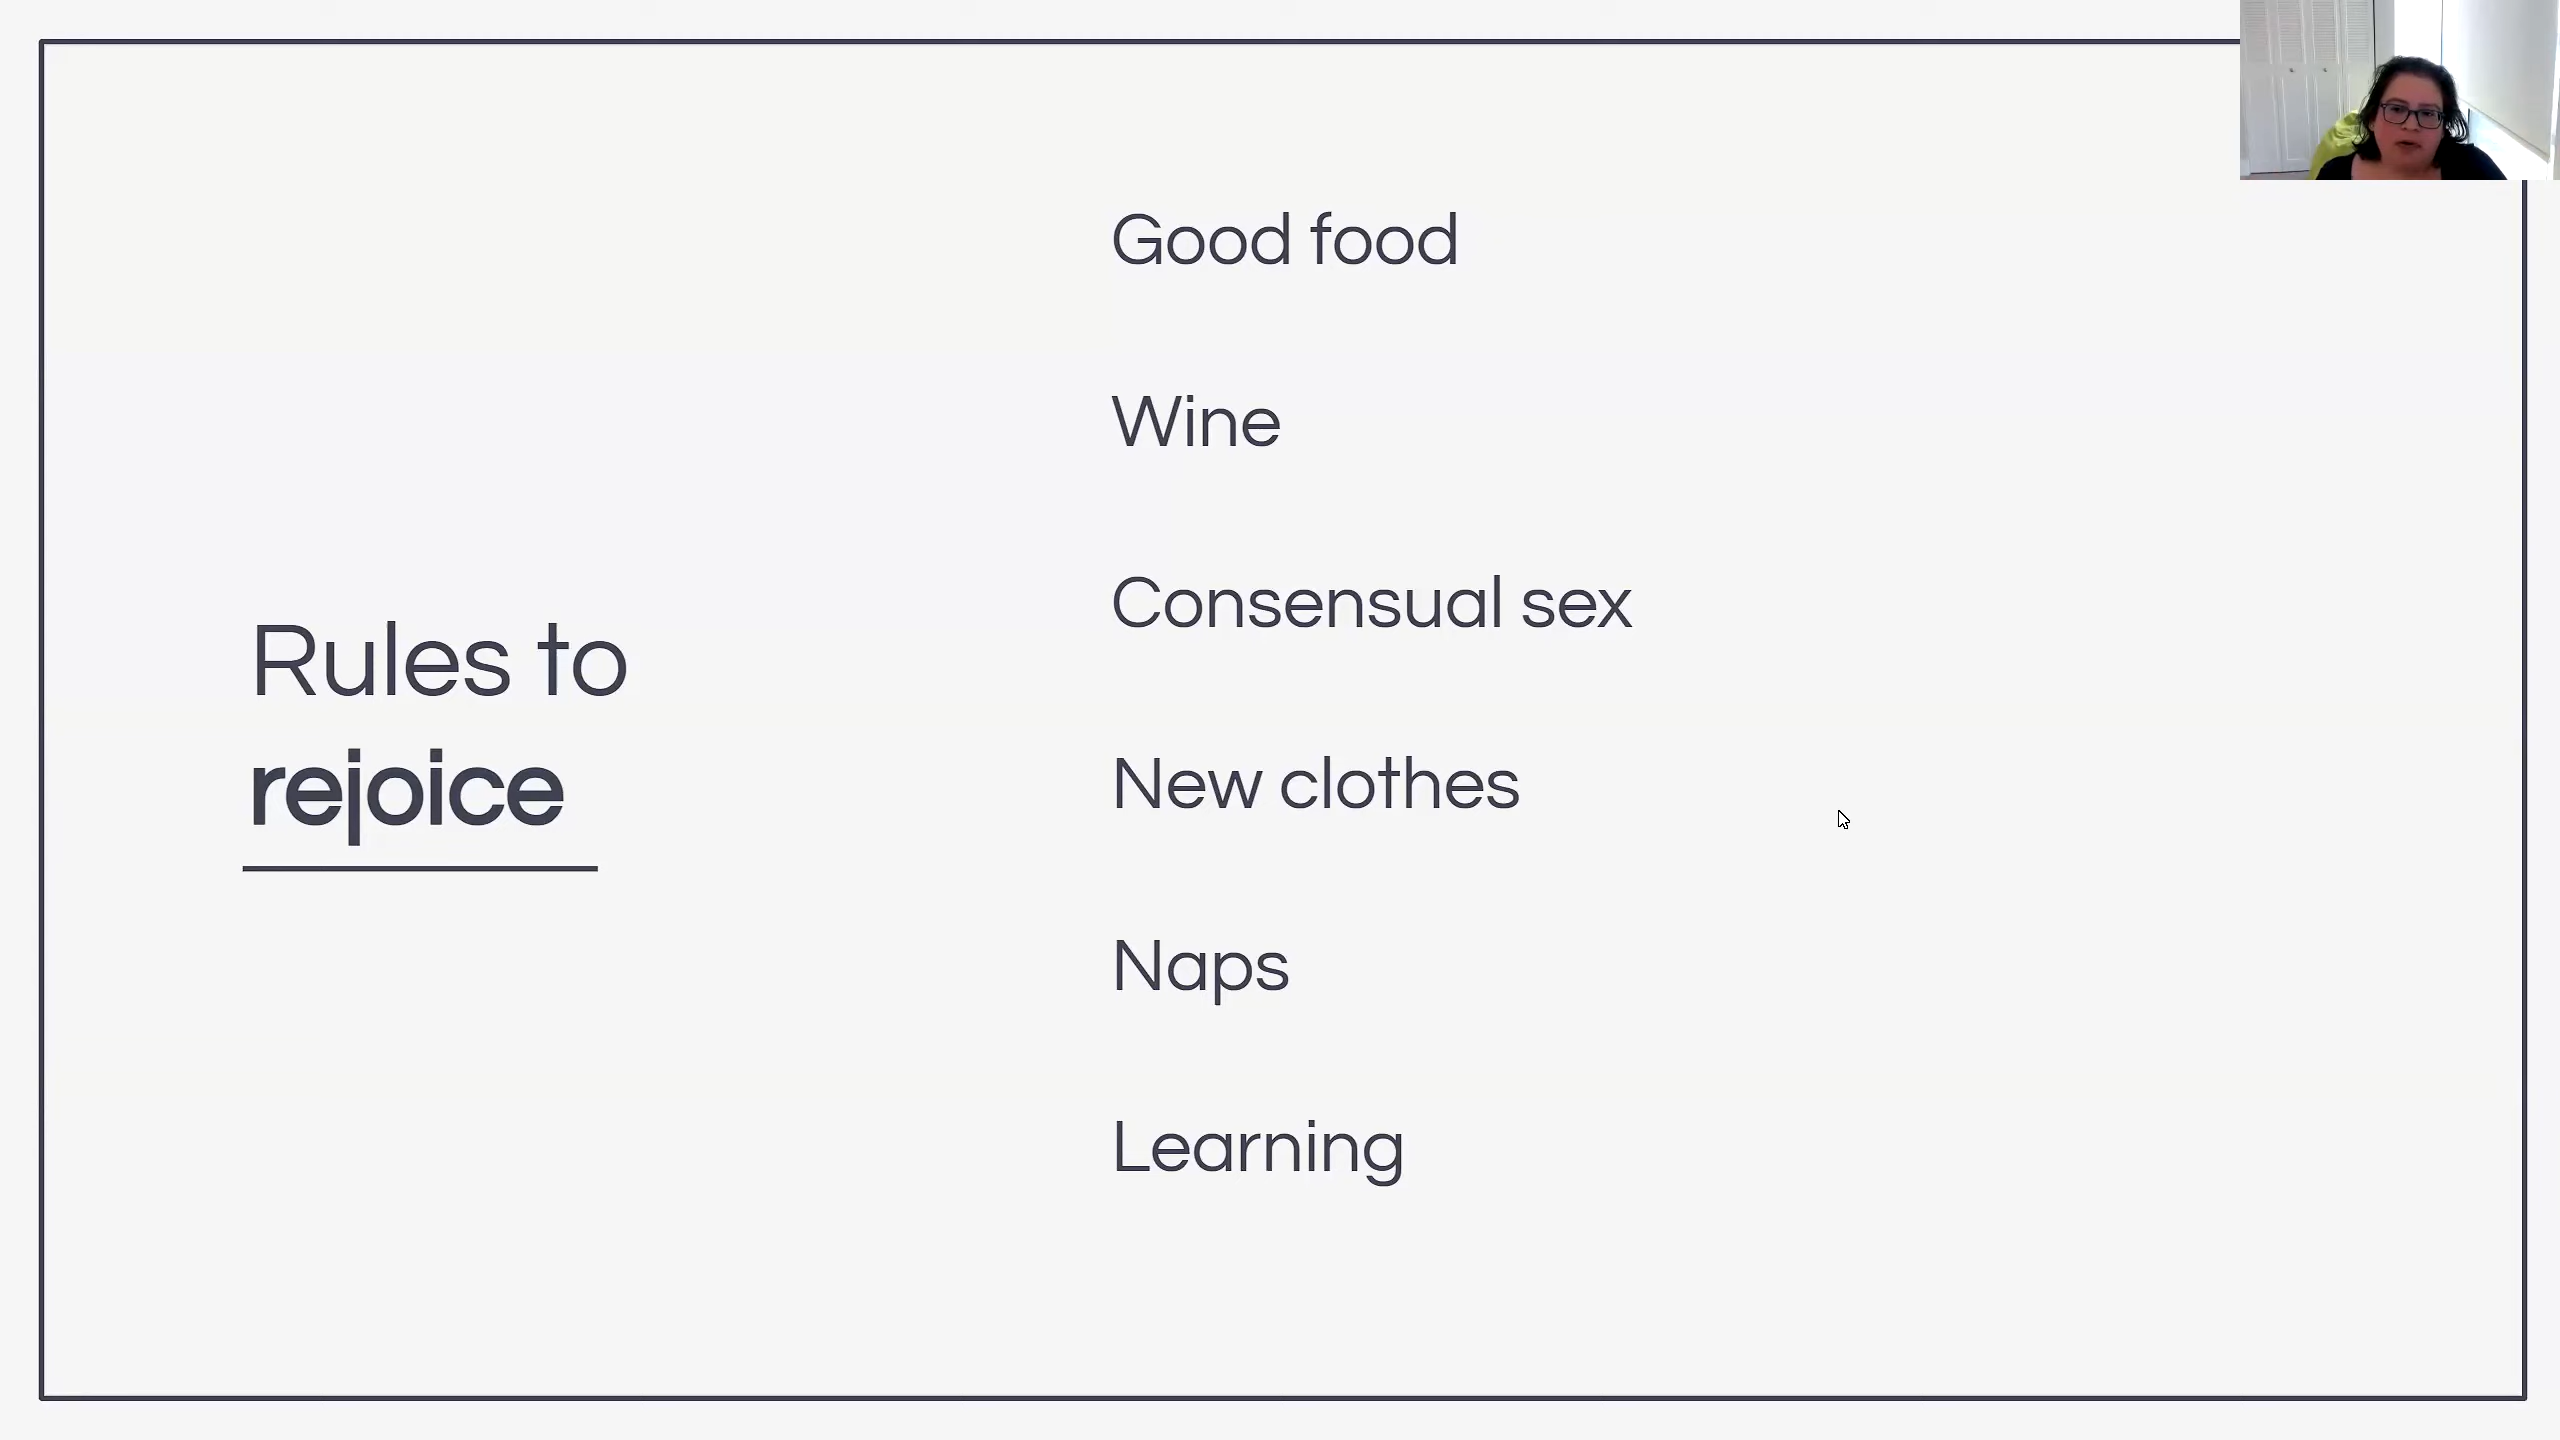 Rules to
rejoice
Good food
Wine
Consensual sex
New clothes
Naps
Learning